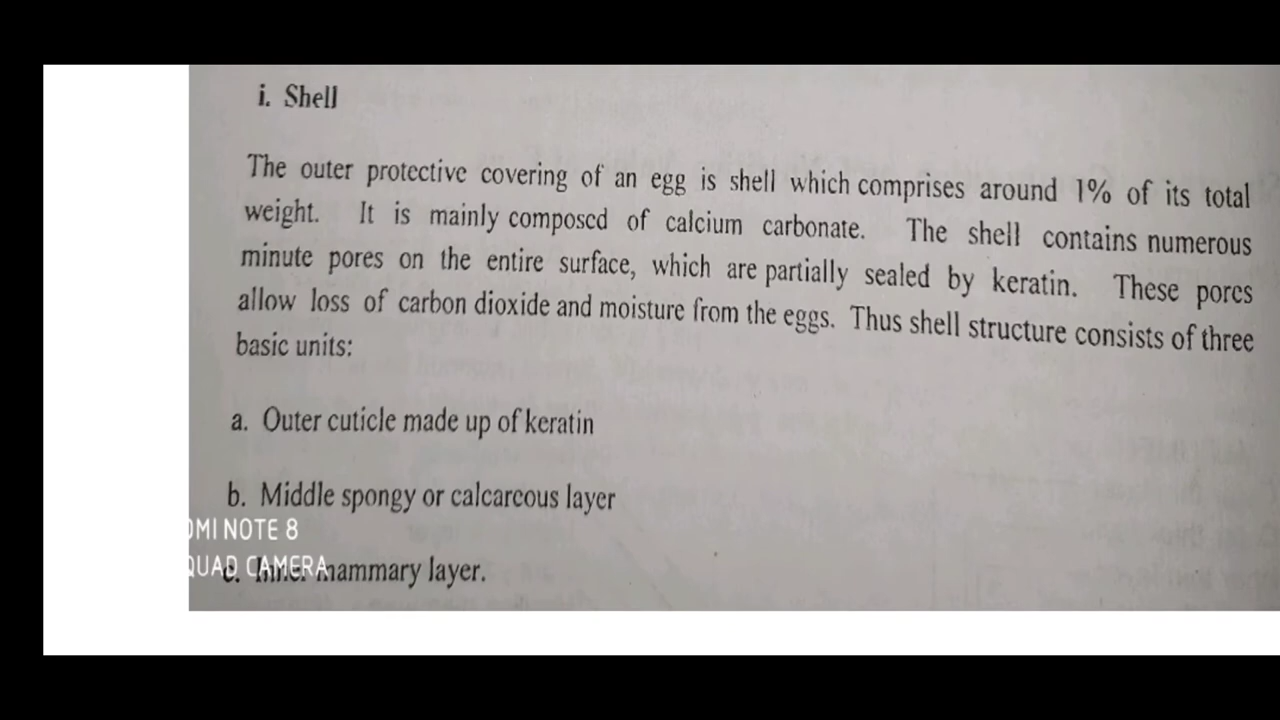 i. Shell
The outer protective covering of an egg is shell which comprises around 1% of its total
weight. It is mainly composed of calcium carbonate. The shell contains numerous
minute pores on the entire surface, which are partially sealed by keratin. These pores
allow loss of carbon dioxide and moisture from the eggs. Thus shell structure consists of three
basic units:
a. Outer cuticle made up of keratin
b. Middle spongy or calcareous layer
OMI NOTE 8
QUAD CAMERA
c. Inner mammary layer.